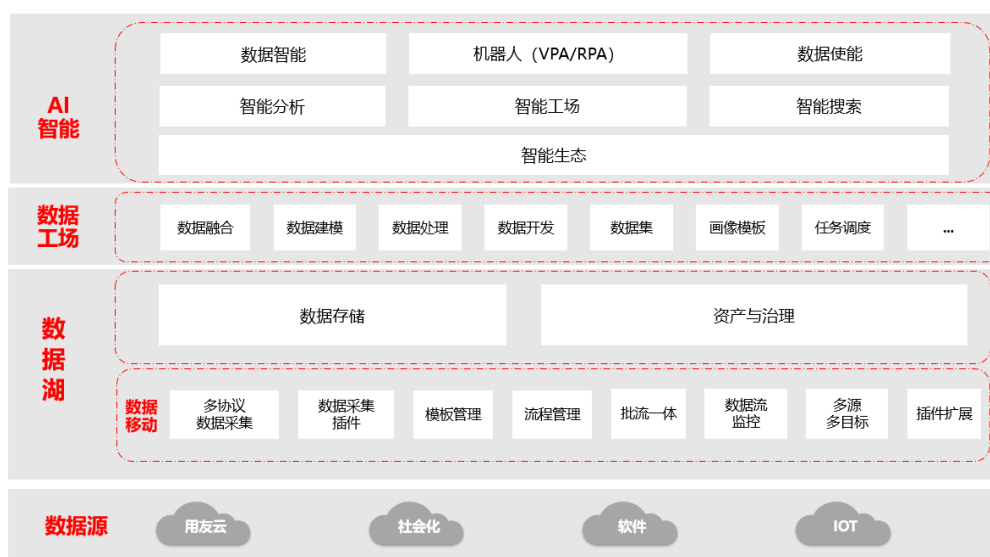 AI
智能
数据智能
机器人（VPA/RPA）
数据使能
智能分析
智能工场
智能搜索
智能生态
数据
工场
数据融合
数据建模
数据处理
数据开发
数据集
画像模板
任务调度
...
数
据
湖
数据存储
资产与治理
数据
移动
多协议
数据采集
数据采集
插件
模板管理
流程管理
批流一体
数据流
监控
多源
多目标
插件扩展
数据源
用友云
社会化
软件
IOT